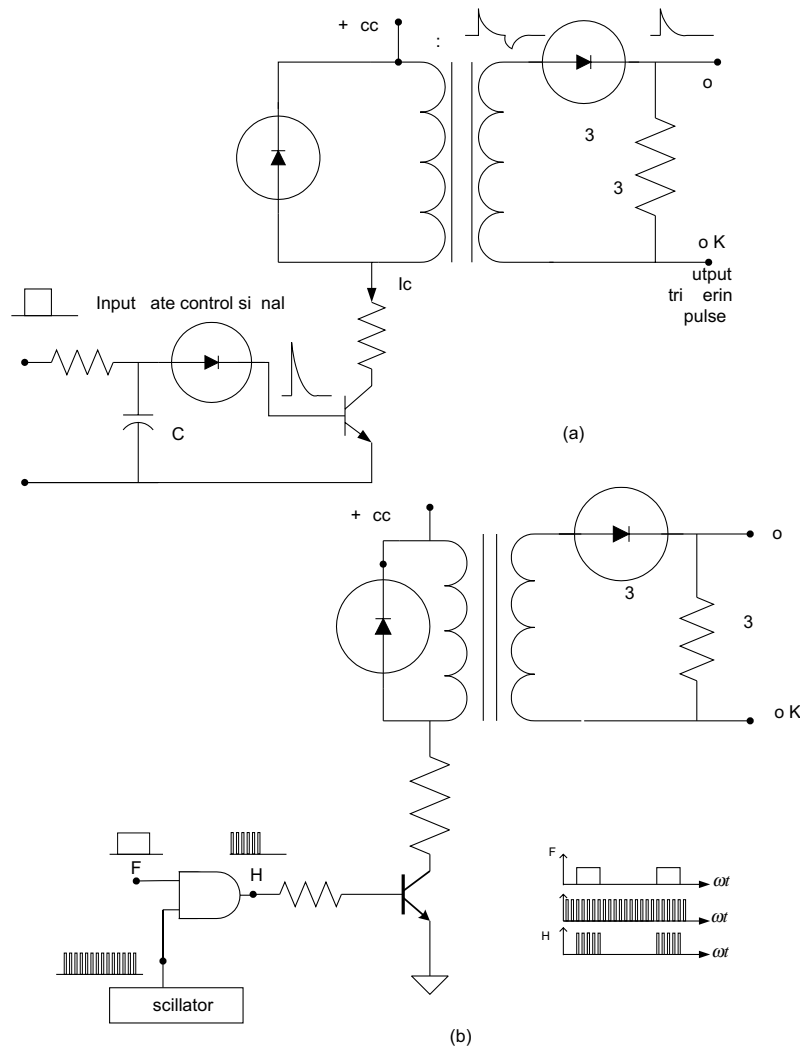 + cc
:
o
3
3
o K
utput
tri erin
pulse
Ic
Input ate control si nal
C
(a)
+ cc
o
3
3
o K
F
H
scillator
F
ωt
ωt
H
ωt
(b)